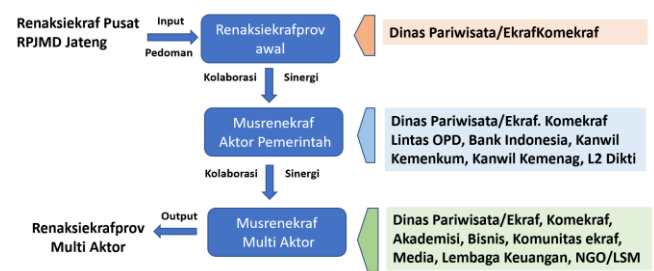 Renaksiekraf Pusat
RPJMD Jateng
Input
Pedoman
Renaksiekrafprov
awal
Dinas Pariwisata/EkrafKomekraf
Kolaborasi Sinergi
Musrenekraf
Aktor Pemerintah
Dinas Pariwisata/Ekraf. Komekraf
Lintas OPD, Bank Indonesia, Kanwil
Kemenkum, Kanwil Kemenag, L2 Dikti
Kolaborasi Sinergi
Renaksiekrafprov
Multi Aktor
Output
Musrenekraf
Multi Aktor
Dinas Pariwisata/Ekraf, Komekraf,
Akademisi, Bisnis, Komunitas ekraf,
Media, Lembaga Keuangan, NGO/LSM